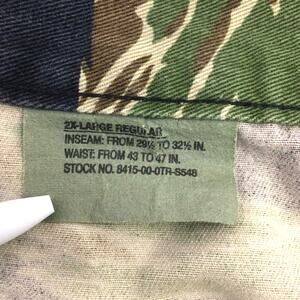 2X-LARGE REGULAR
INSEAM: FROM 29½ TO 32½ IN.
WAIST: FROM 43 TO 47 IN.
STOCK NO. 8415-00-OTR-S548